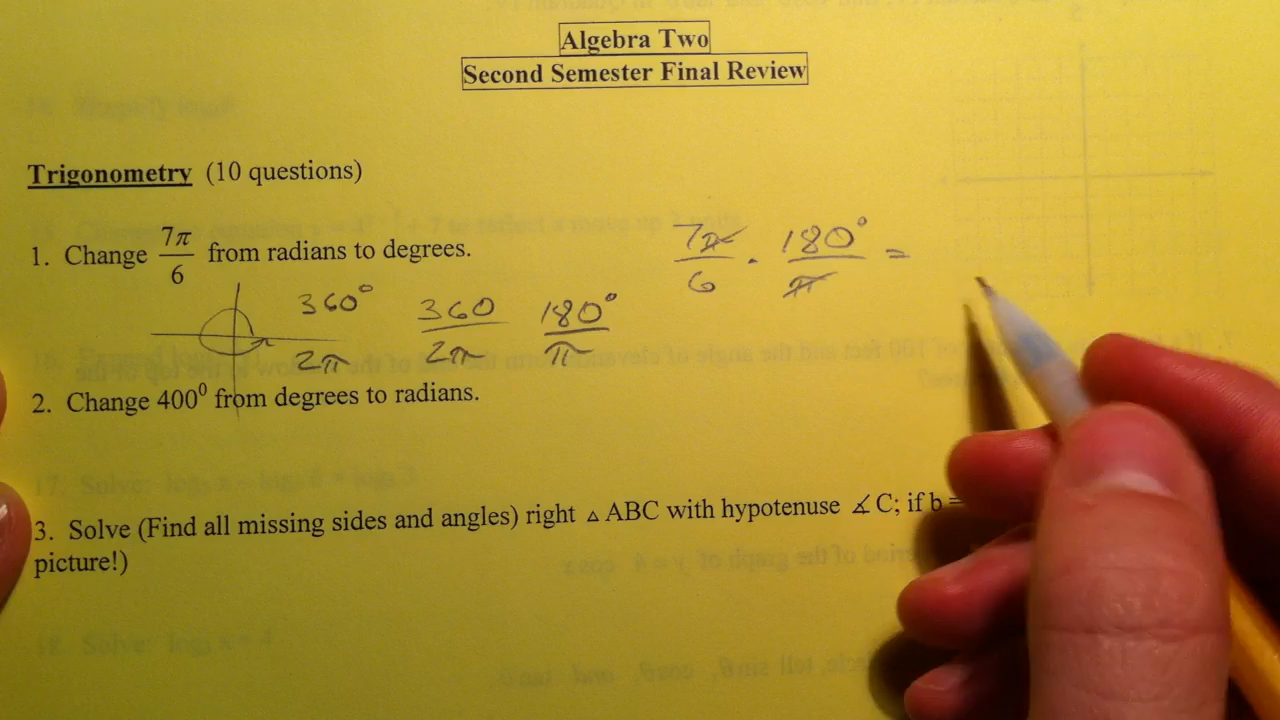 Algebra Two
Second Semester Final Review
Trigonometry (10 questions)
1. Change 7π/6 from radians to degrees.
7π/6 · 180°/π =
360° 360 180°
2π 2π π
2. Change 400⁰ from degrees to radians.
3. Solve (Find all missing sides and angles) right △ ABC with hypotenuse ∡ C; if b =
picture!)